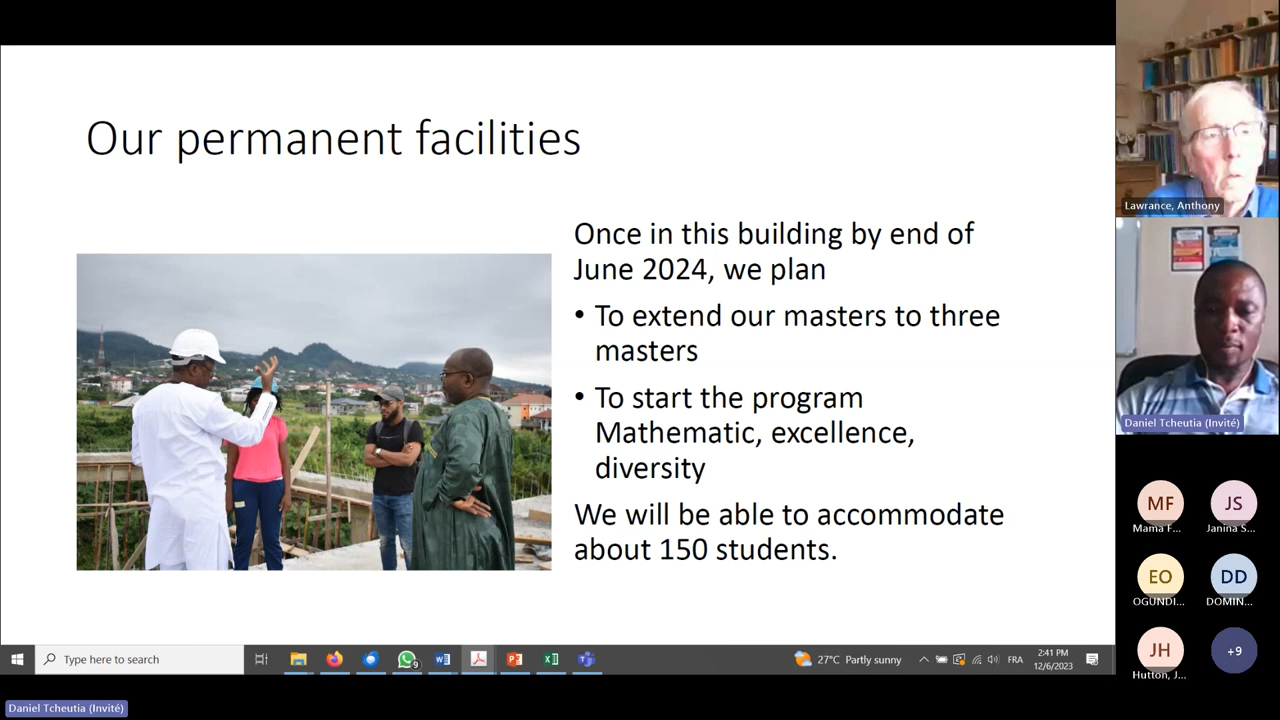 Our permanent facilities
Once in this building by end of
June 2024, we plan
• To extend our masters to three
masters
• To start the program
Mathematic, excellence,
diversity
We will be able to accommodate
about 150 students.
Lawrance, Anthony
Daniel Tcheutia (Invité)
MF
JS
Mama F...
Janina S...
EO
DD
OGUNDI...
DOMIN...
JH
+9
Hutton, J...
Type here to search
9
27°C Partly sunny
FRA
2:41 PM
12/6/2023
Daniel Tcheutia (Invité)